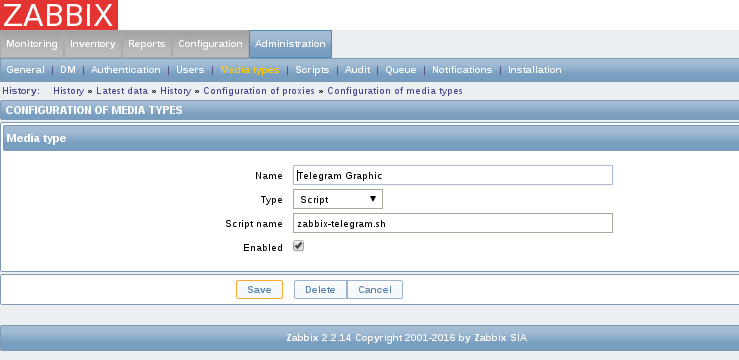 ZABBIX
Monitoring Inventory Reports Configuration Administration
General | DM | Authentication | Users | Media types | Scripts | Audit | Queue | Notifications | Installation
History: History » Latest data » History » Configuration of proxies » Configuration of media types
CONFIGURATION OF MEDIA TYPES
Media type
Name Telegram Graphic
Type Script
Script name zabbix-telegram.sh
Enabled
Save Delete Cancel
Zabbix 2.2.14 Copyright 2001-2016 by Zabbix SIA